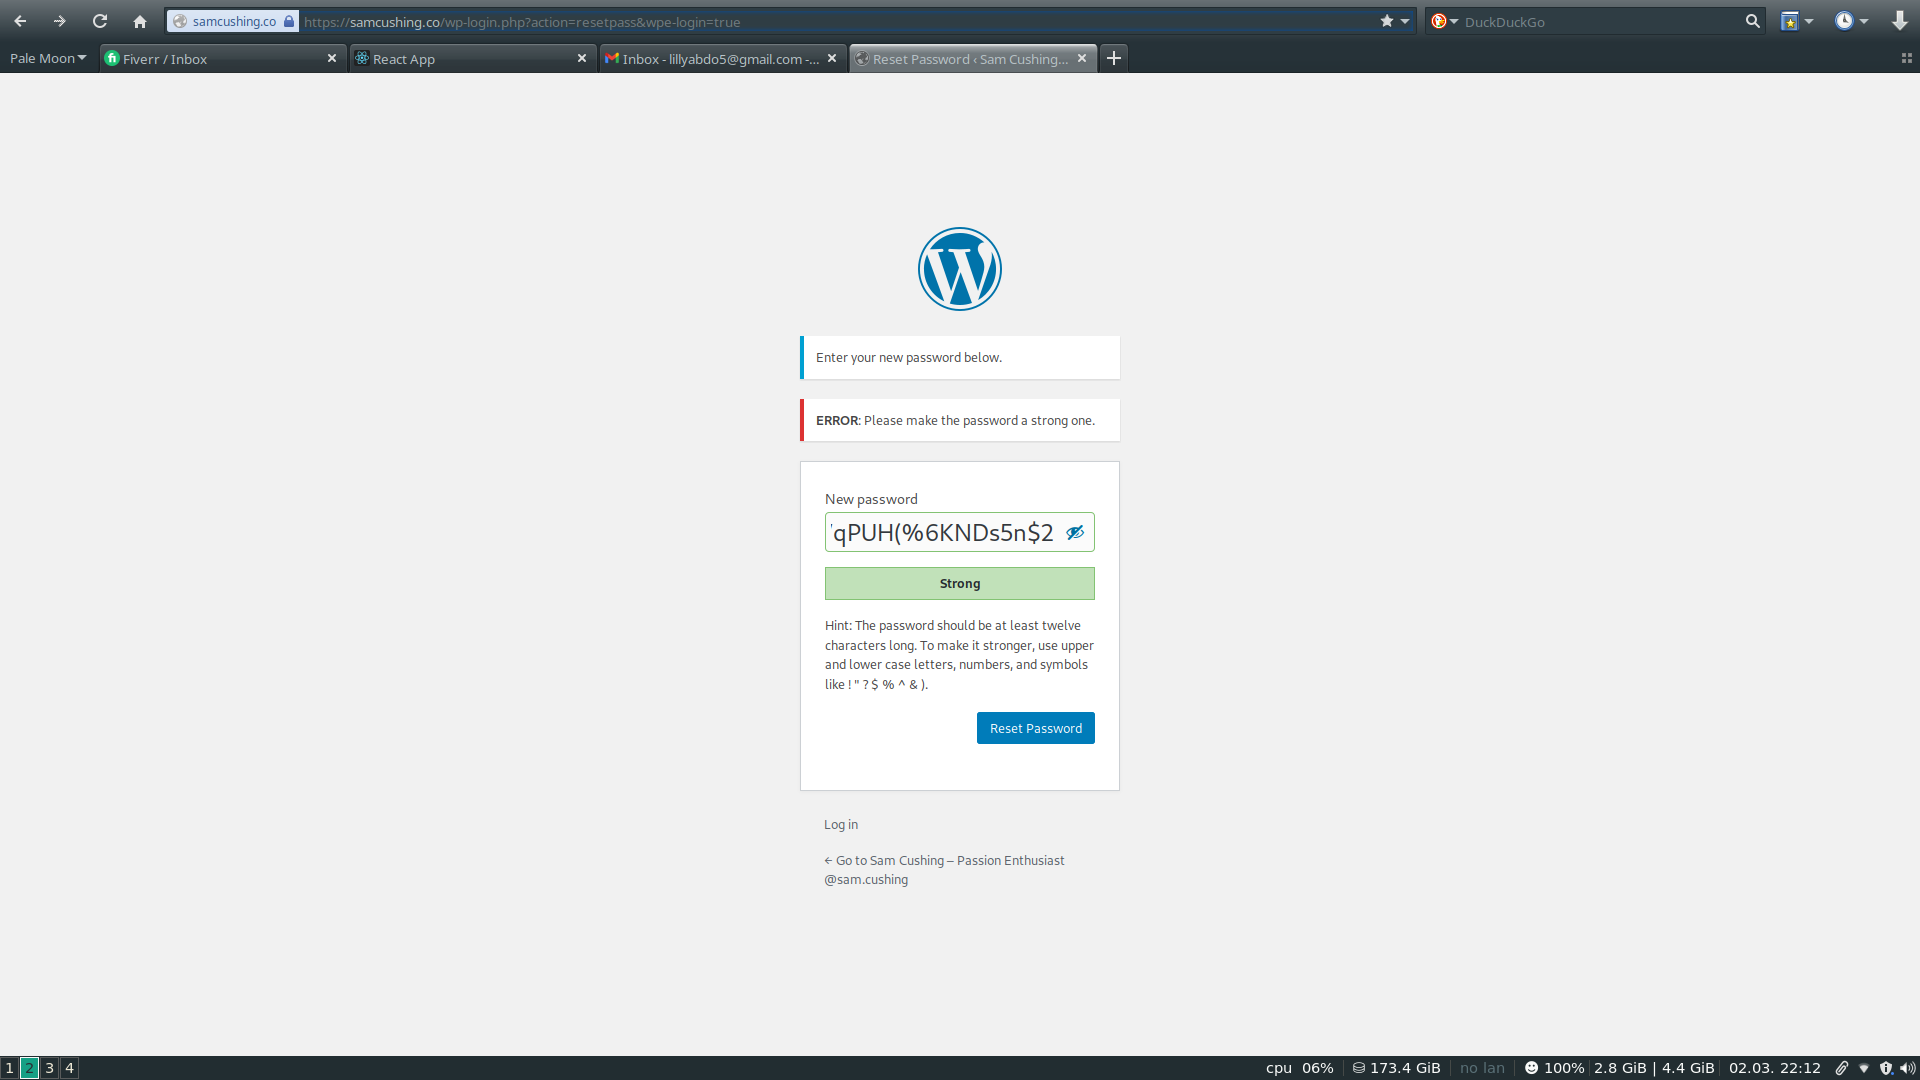 samcushing.co
https://samcushing.co/wp-login.php?action=resetpass&wpe-login=true
DuckDuckGo
Pale Moon
Fiverr / Inbox
React App
Inbox - lillyabdo5@gmail.com -...
Reset Password ‹ Sam Cushing...
Enter your new password below.
ERROR: Please make the password a strong one.
New password
qPUH(%6KNDs5n$2
Strong
Hint: The password should be at least twelve
characters long. To make it stronger, use upper
and lower case letters, numbers, and symbols
like ! " ? $ % ^ & ).
Reset Password
Log in
← Go to Sam Cushing – Passion Enthusiast
@sam.cushing
1 2 3 4
cpu 06% 173.4 GiB no lan 100% 2.8 GiB | 4.4 GiB 02.03. 22:12